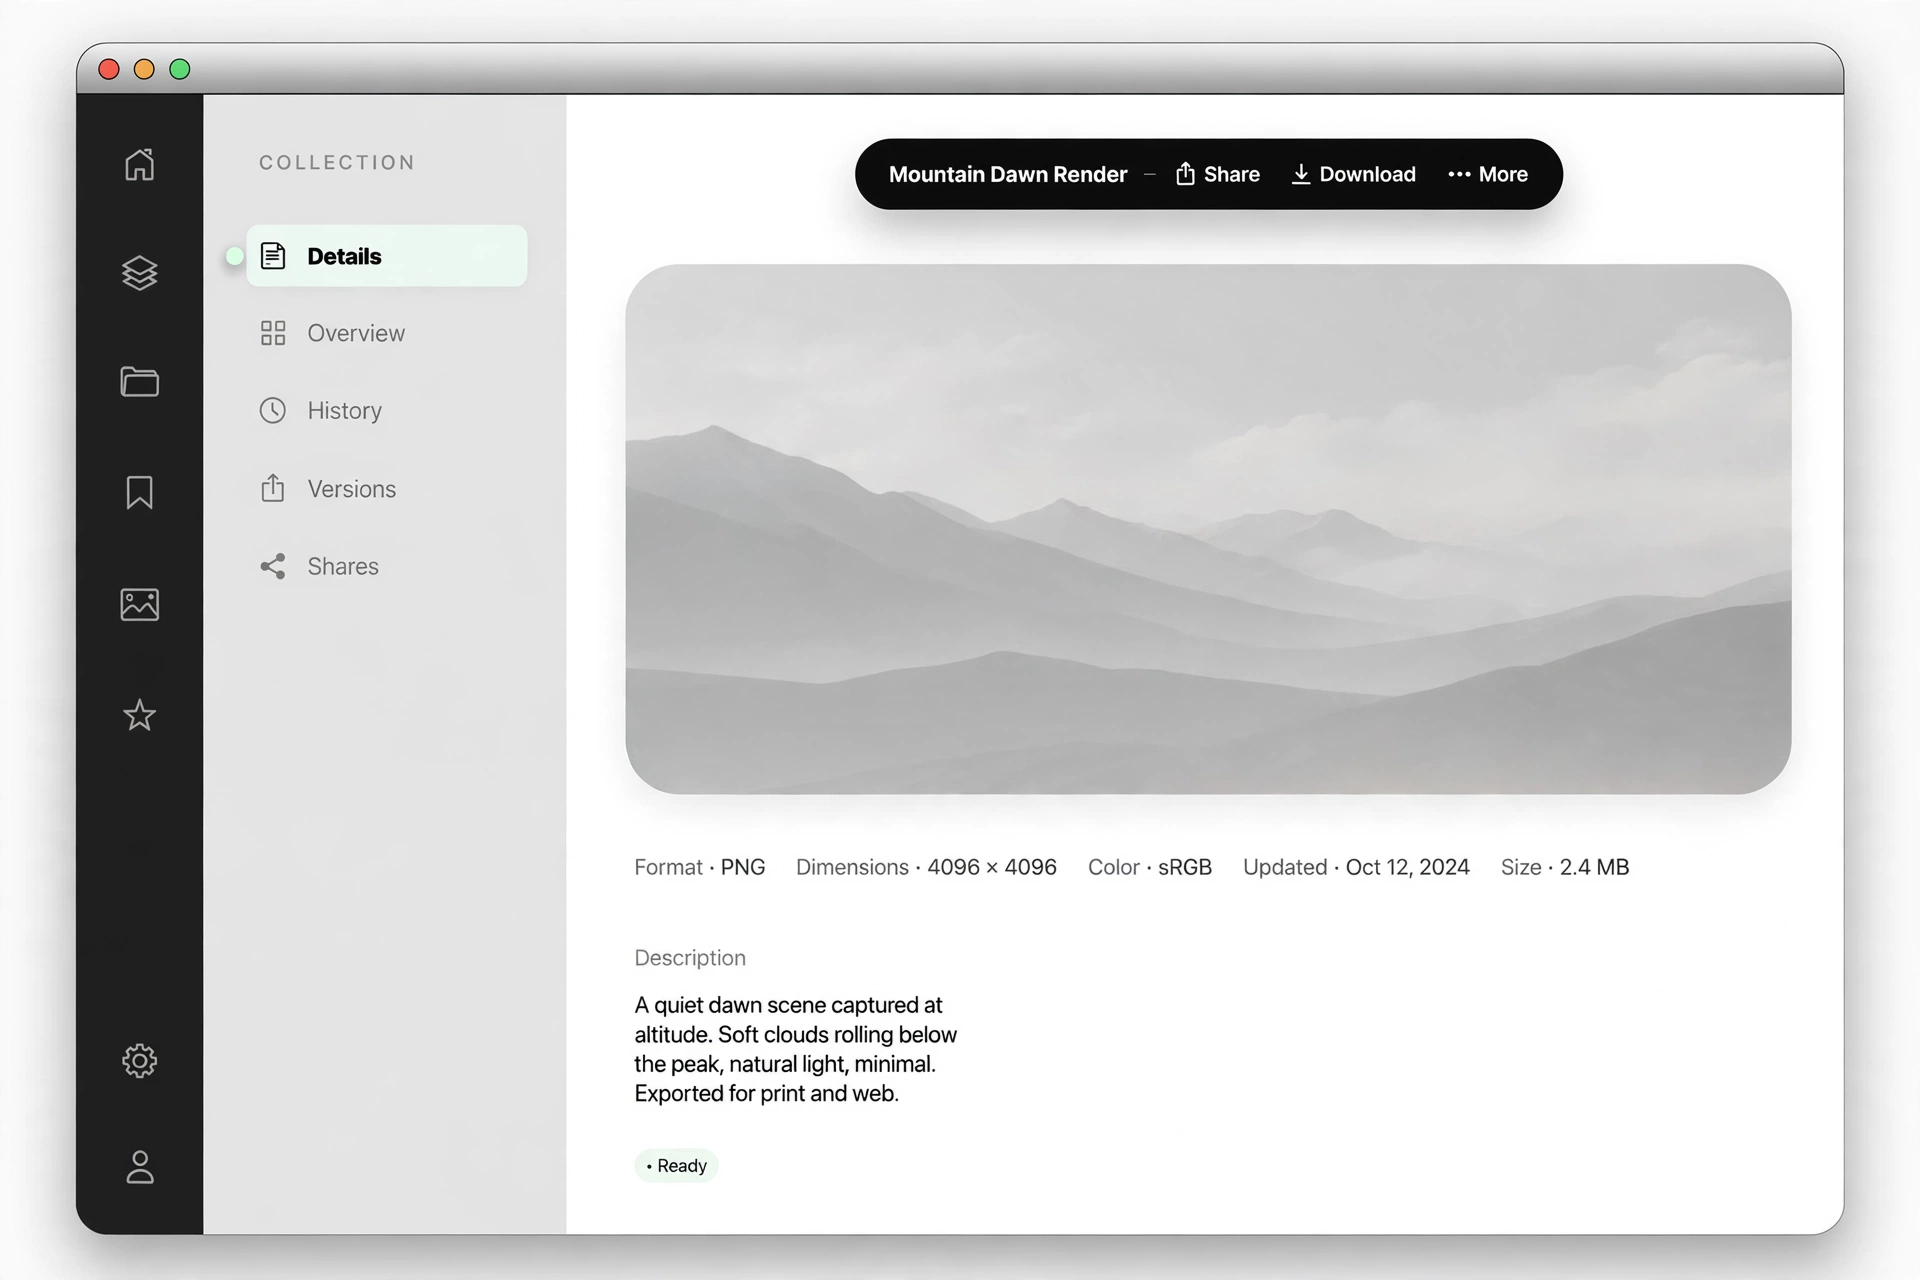 COLLECTION
Details
Overview
History
Versions
Shares
Mountain Dawn Render – Share Download ••• More
Format · PNG Dimensions · 4096 × 4096 Color · sRGB Updated · Oct 12, 2024 Size · 2.4 MB
Description
A quiet dawn scene captured at
altitude. Soft clouds rolling below
the peak, natural light, minimal.
Exported for print and web.
• Ready